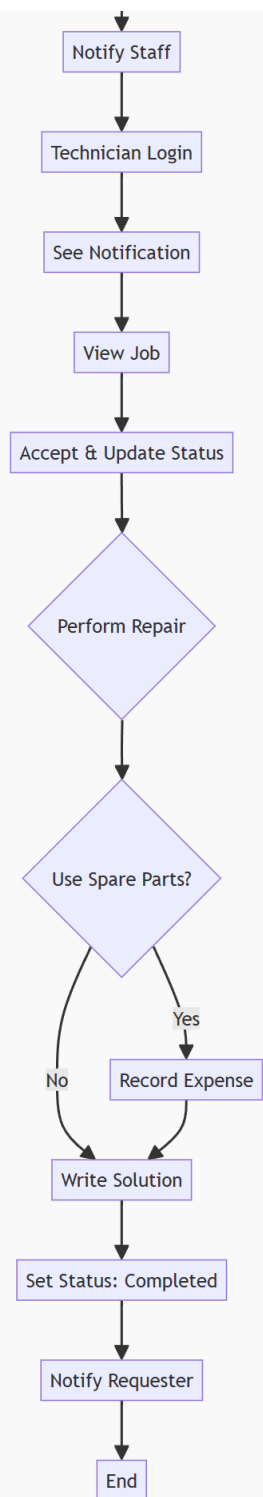 Notify Staff
Technician Login
See Notification
View Job
Accept & Update Status
Perform Repair
Use Spare Parts?
Yes
No
Record Expense
Write Solution
Set Status: Completed
Notify Requester
End